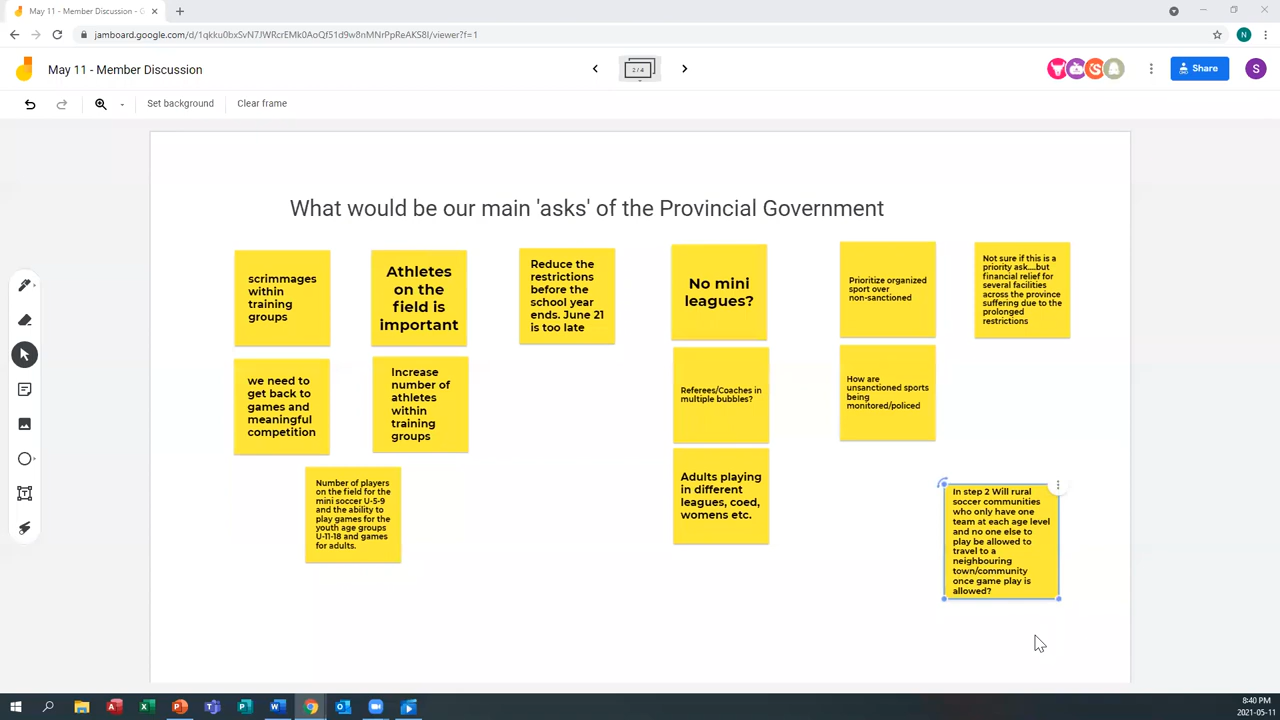 May 11 - Member Discussion - G
jamboard.google.com/d/1qkku0bxSvN7JWRcrEMk0AoQf51d9w8nMNrPpReAKS8I/viewer?f=1
N
May 11 - Member Discussion
2 / 4
Share
S
Set background
Clear frame
What would be our main 'asks' of the Provincial Government
scrimmages
within
training
groups
Athletes
on the
field is
important
Reduce the
restrictions
before the
school year
ends. June 21
is too late
No mini
leagues?
Prioritize organized
sport over
non-sanctioned
Not sure if this is a
priority ask....but
financial relief for
several facilities
across the province
suffering due to the
prolonged
restrictions
we need to
get back to
games and
meaningful
competition
Increase
number of
athletes
within
training
groups
Referees/Coaches in
multiple bubbles?
How are
unsanctioned sports
being
monitored/policed
Number of players
on the field for the
mini soccer U-5-9
and the ability to
play games for the
youth age groups
U-11-18 and games
for adults.
Adults playing
in different
leagues, coed,
womens etc.
In step 2 Will rural
soccer communities
who only have one
team at each age level
and no one else to
play be allowed to
travel to a
neighbouring
town/community
once game play is
allowed?
8:40 PM
2021-05-11